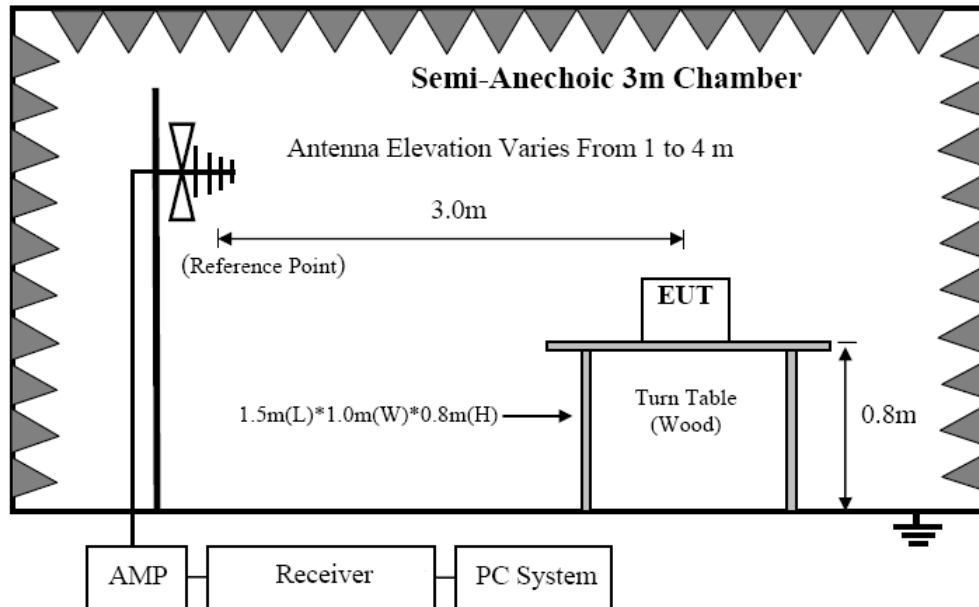 Semi-Anechoic 3m Chamber
Antenna Elevation Varies From 1 to 4 m
3.0m
(Reference Point)
EUT
1.5m(L)*1.0m(W)*0.8m(H)
Turn Table
(Wood)
0.8m
AMP
Receiver
PC System